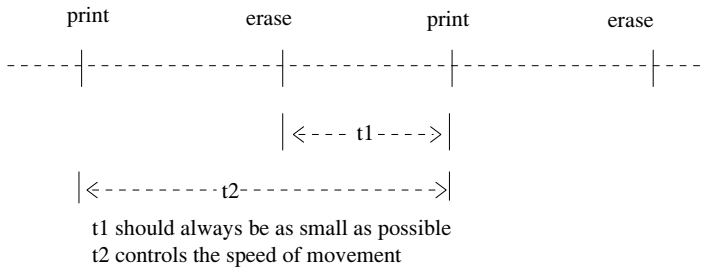 print erase print erase
t1
t2
t1 should always be as small as possible
t2 controls the speed of movement